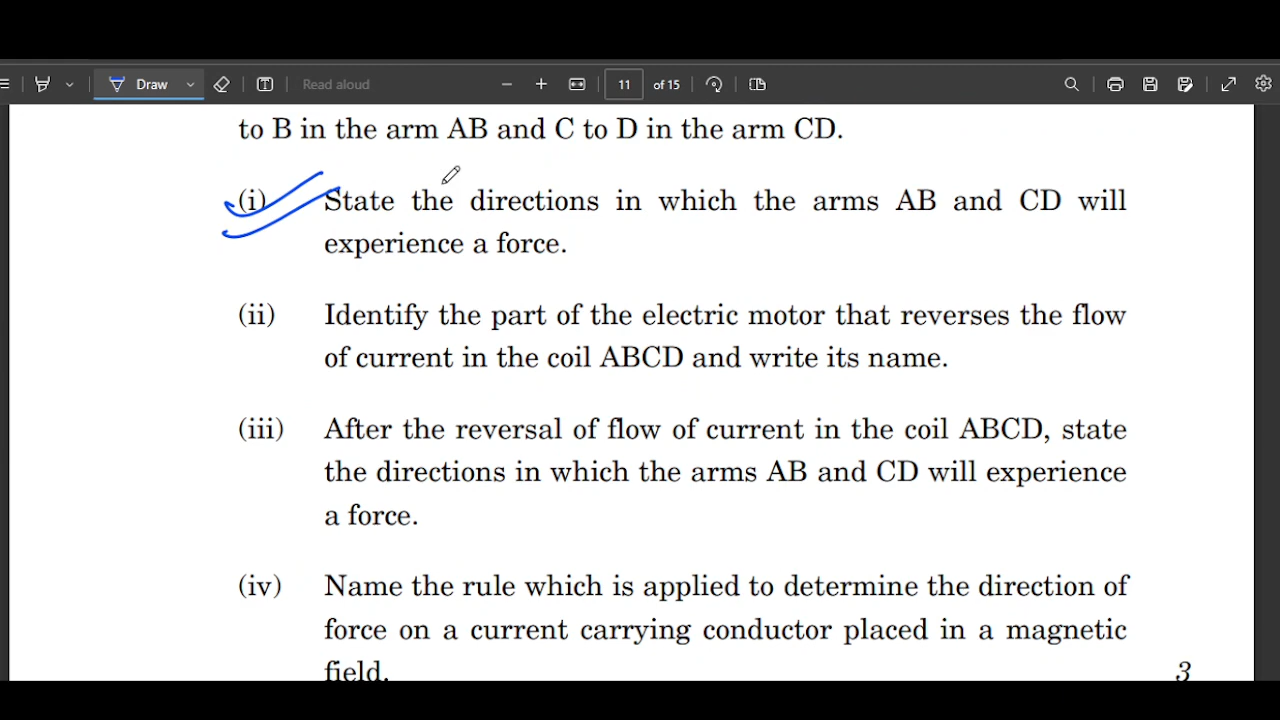 Draw
Read aloud
11 of 15
to B in the arm AB and C to D in the arm CD.
(i) State the directions in which the arms AB and CD will
experience a force.
(ii) Identify the part of the electric motor that reverses the flow
of current in the coil ABCD and write its name.
(iii) After the reversal of flow of current in the coil ABCD, state
the directions in which the arms AB and CD will experience
a force.
(iv) Name the rule which is applied to determine the direction of
force on a current carrying conductor placed in a magnetic
field.
3